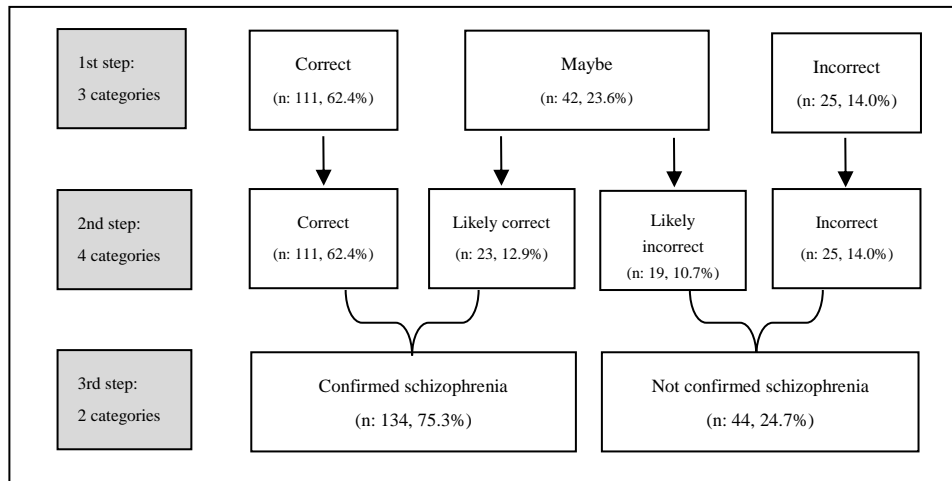 1st step:
3 categories
Correct
(n: 111, 62.4%)
Maybe
(n: 42, 23.6%)
Incorrect
(n: 25, 14.0%)
2nd step:
4 categories
Correct
(n: 111, 62.4%)
Likely correct
(n: 23, 12.9%)
Likely
incorrect
(n: 19, 10.7%)
Incorrect
(n: 25, 14.0%)
3rd step:
2 categories
Confirmed schizophrenia
(n: 134, 75.3%)
Not confirmed schizophrenia
(n: 44, 24.7%)